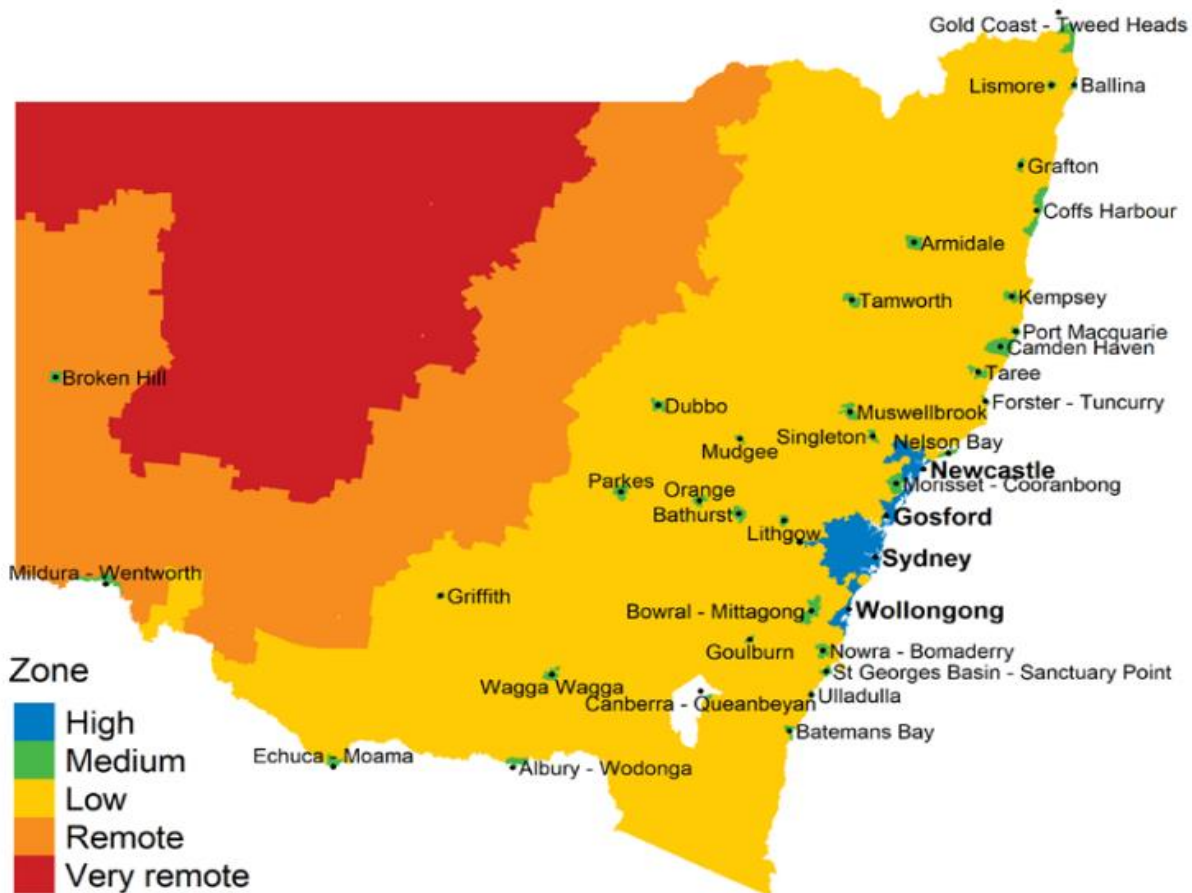 Gold Coast - Tweed Heads
Lismore
Ballina
Grafton
Coffs Harbour
Armidale
Tamworth
Kempsey
Port Macquarie
Camden Haven
Taree
Broken Hill
Dubbo
Forster - Tuncurry
Muswellbrook
Singleton
Mudgee
Nelson Bay
Newcastle
Parkes
Orange
Morisset - Cooranbong
Bathurst
Gosford
Lithgow
Sydney
Mildura - Wentworth
Griffith
Bowral - Mittagong
Wollongong
Goulburn
Nowra - Bomaderry
St Georges Basin - Sanctuary Point
Wagga Wagga
Ulladulla
Canberra - Queanbeyan
Batemans Bay
Echuca - Moama
Albury - Wodonga
Zone
High
Medium
Low
Remote
Very remote